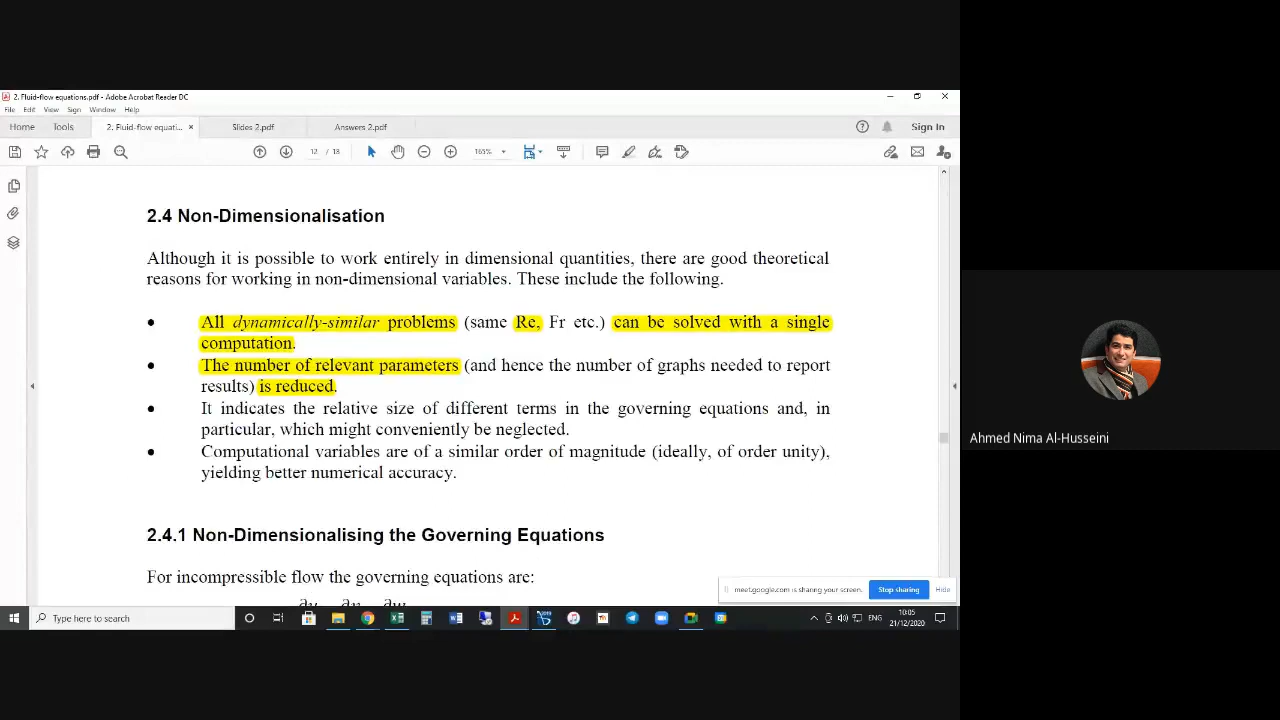 2. Fluid-flow equations.pdf - Adobe Acrobat Reader DC
File Edit View Sign Window Help
Home Tools 2. Fluid-flow equati... × Slides 2.pdf Answers 2.pdf Sign In
12 / 18 165%
2.4 Non-Dimensionalisation
Although it is possible to work entirely in dimensional quantities, there are good theoretical
reasons for working in non-dimensional variables. These include the following.
• All dynamically-similar problems (same Re, Fr etc.) can be solved with a single
computation.
• The number of relevant parameters (and hence the number of graphs needed to report
results) is reduced.
• It indicates the relative size of different terms in the governing equations and, in
particular, which might conveniently be neglected.
• Computational variables are of a similar order of magnitude (ideally, of order unity),
yielding better numerical accuracy.
2.4.1 Non-Dimensionalising the Governing Equations
For incompressible flow the governing equations are:
meet.google.com is sharing your screen. Stop sharing Hide
Type here to search
ENG
10:05
21/12/2020
Ahmed Nima Al-Husseini